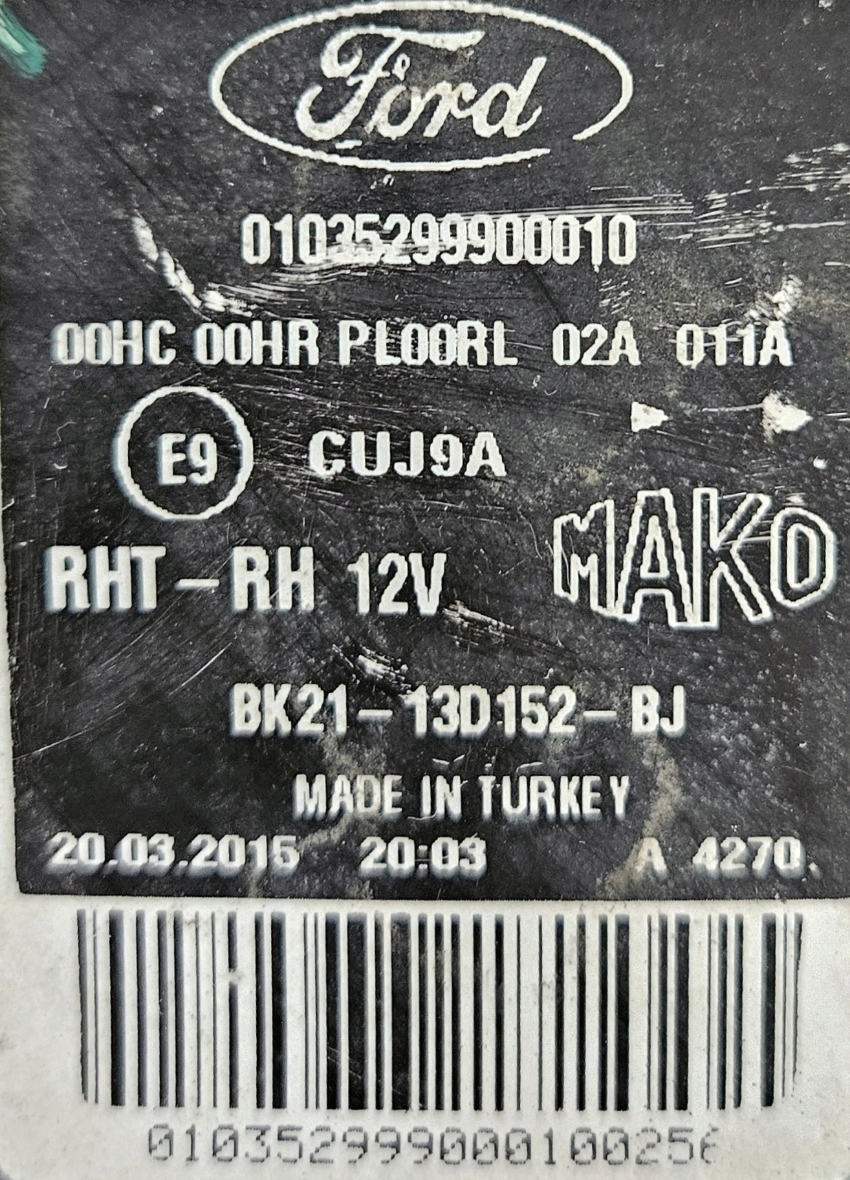 Ford
01035299900010
00HC 00HR PL00RL 02A 011A
E9 CUJ9A
MAKO
RHT-RH 12V
BK21-13D152-BJ
MADE IN TURKEY
20.03.2015 20:03 A 4270
010352999000100256